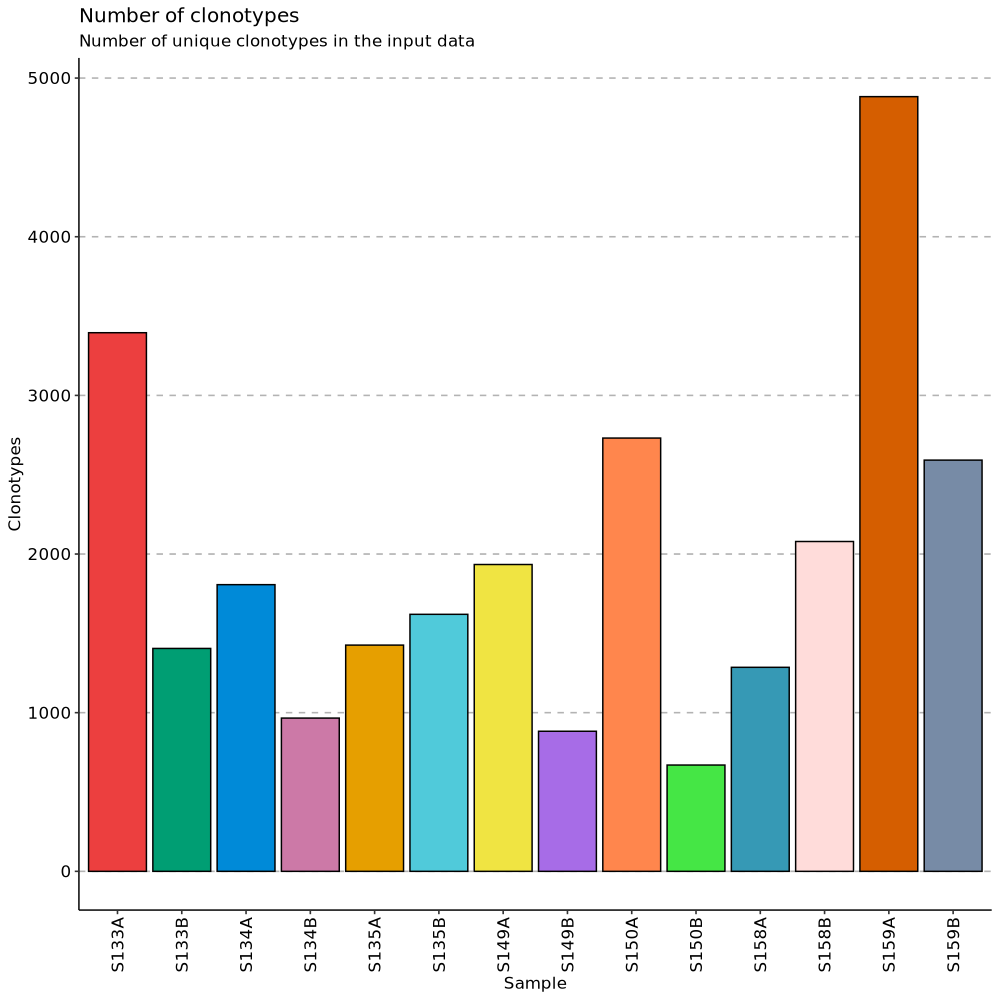 Number of clonotypes
Number of unique clonotypes in the input data
5000
4000
3000
2000
1000
0
Clonotypes
S133A
S133B
S134A
S134B
S135A
S135B
S149A
S149B
S150A
S150B
S158A
S158B
S159A
S159B
Sample